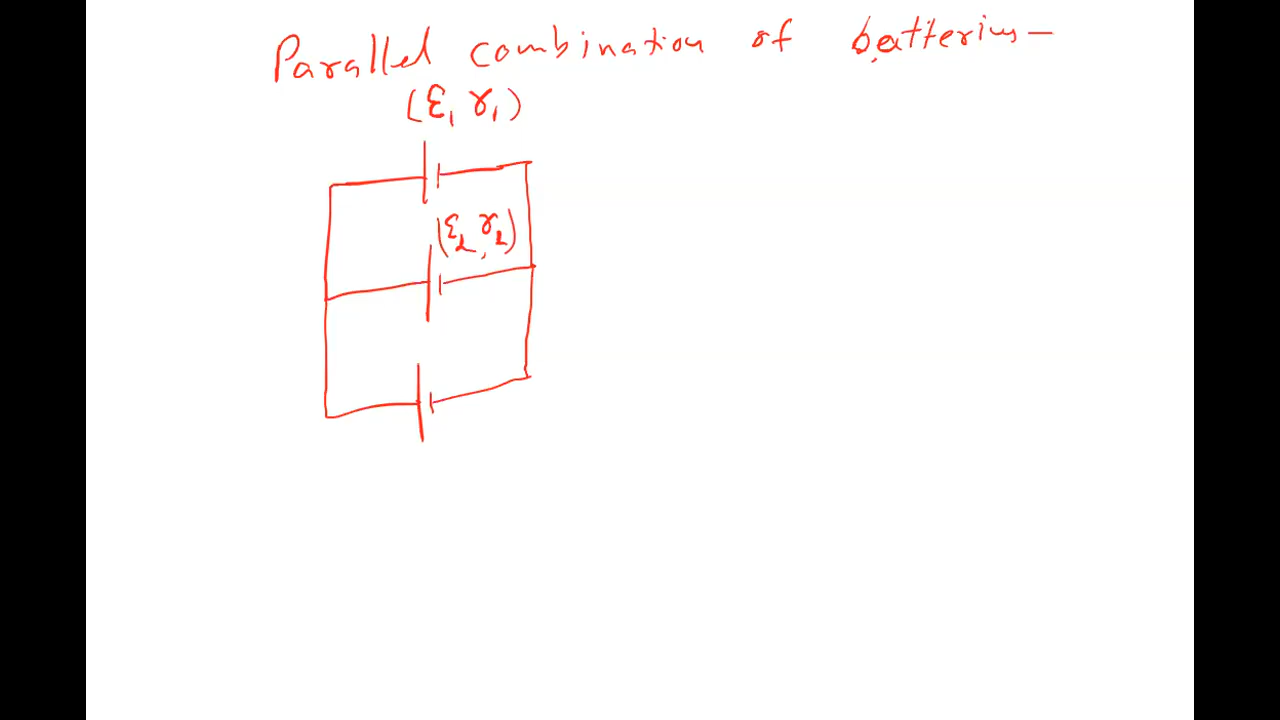 Parallel combination of batteries –
(ε₁ r₁)
(ε₂, r₂)